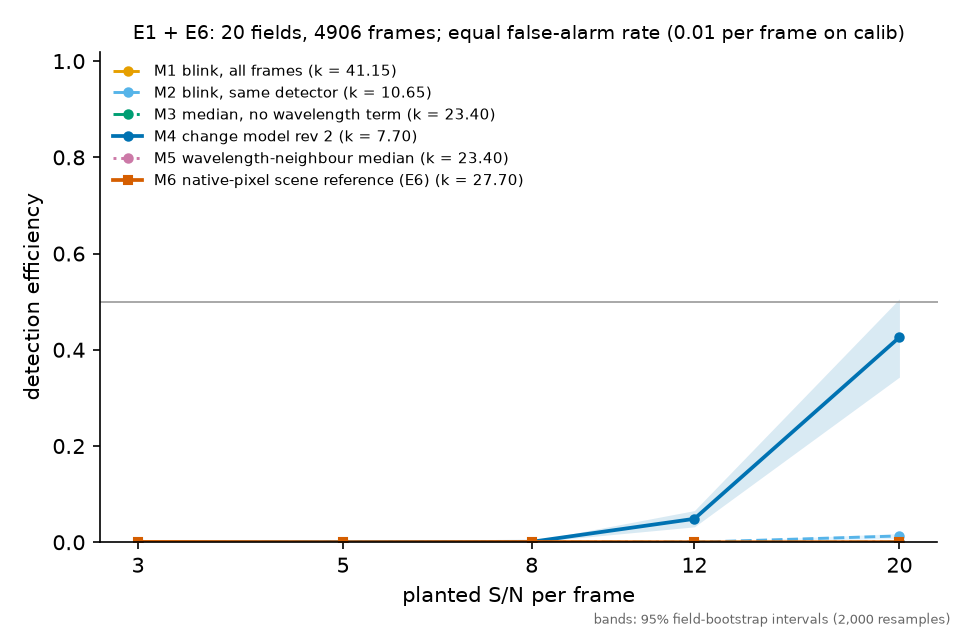 E1 + E6: 20 fields, 4906 frames; equal false-alarm rate (0.01 per frame on calib)
M1 blink, all frames (k = 41.15)
M2 blink, same detector (k = 10.65)
M3 median, no wavelength term (k = 23.40)
M4 change model rev 2 (k = 7.70)
M5 wavelength-neighbour median (k = 23.40)
M6 native-pixel scene reference (E6) (k = 27.70)
detection efficiency
1.0
0.8
0.6
0.4
0.2
0.0
3 5 8 12 20
planted S/N per frame
bands: 95% field-bootstrap intervals (2,000 resamples)